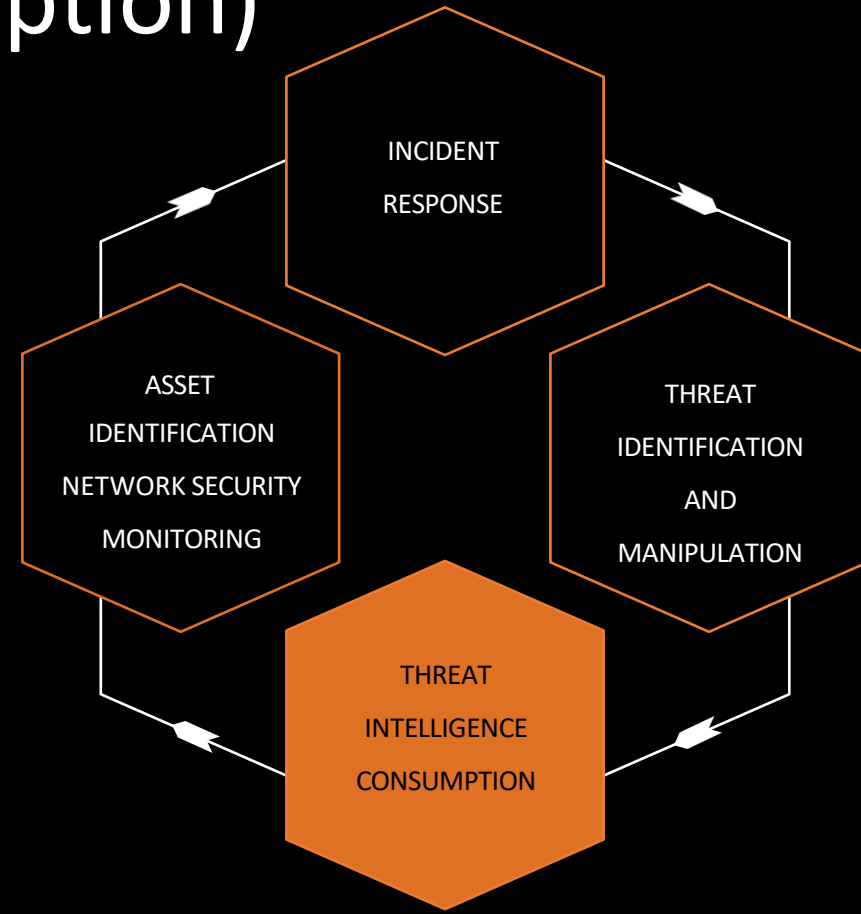 ption)
INCIDENT
RESPONSE
ASSET
IDENTIFICATION
NETWORK SECURITY
MONITORING
THREAT
IDENTIFICATION
AND
MANIPULATION
THREAT
INTELLIGENCE
CONSUMPTION